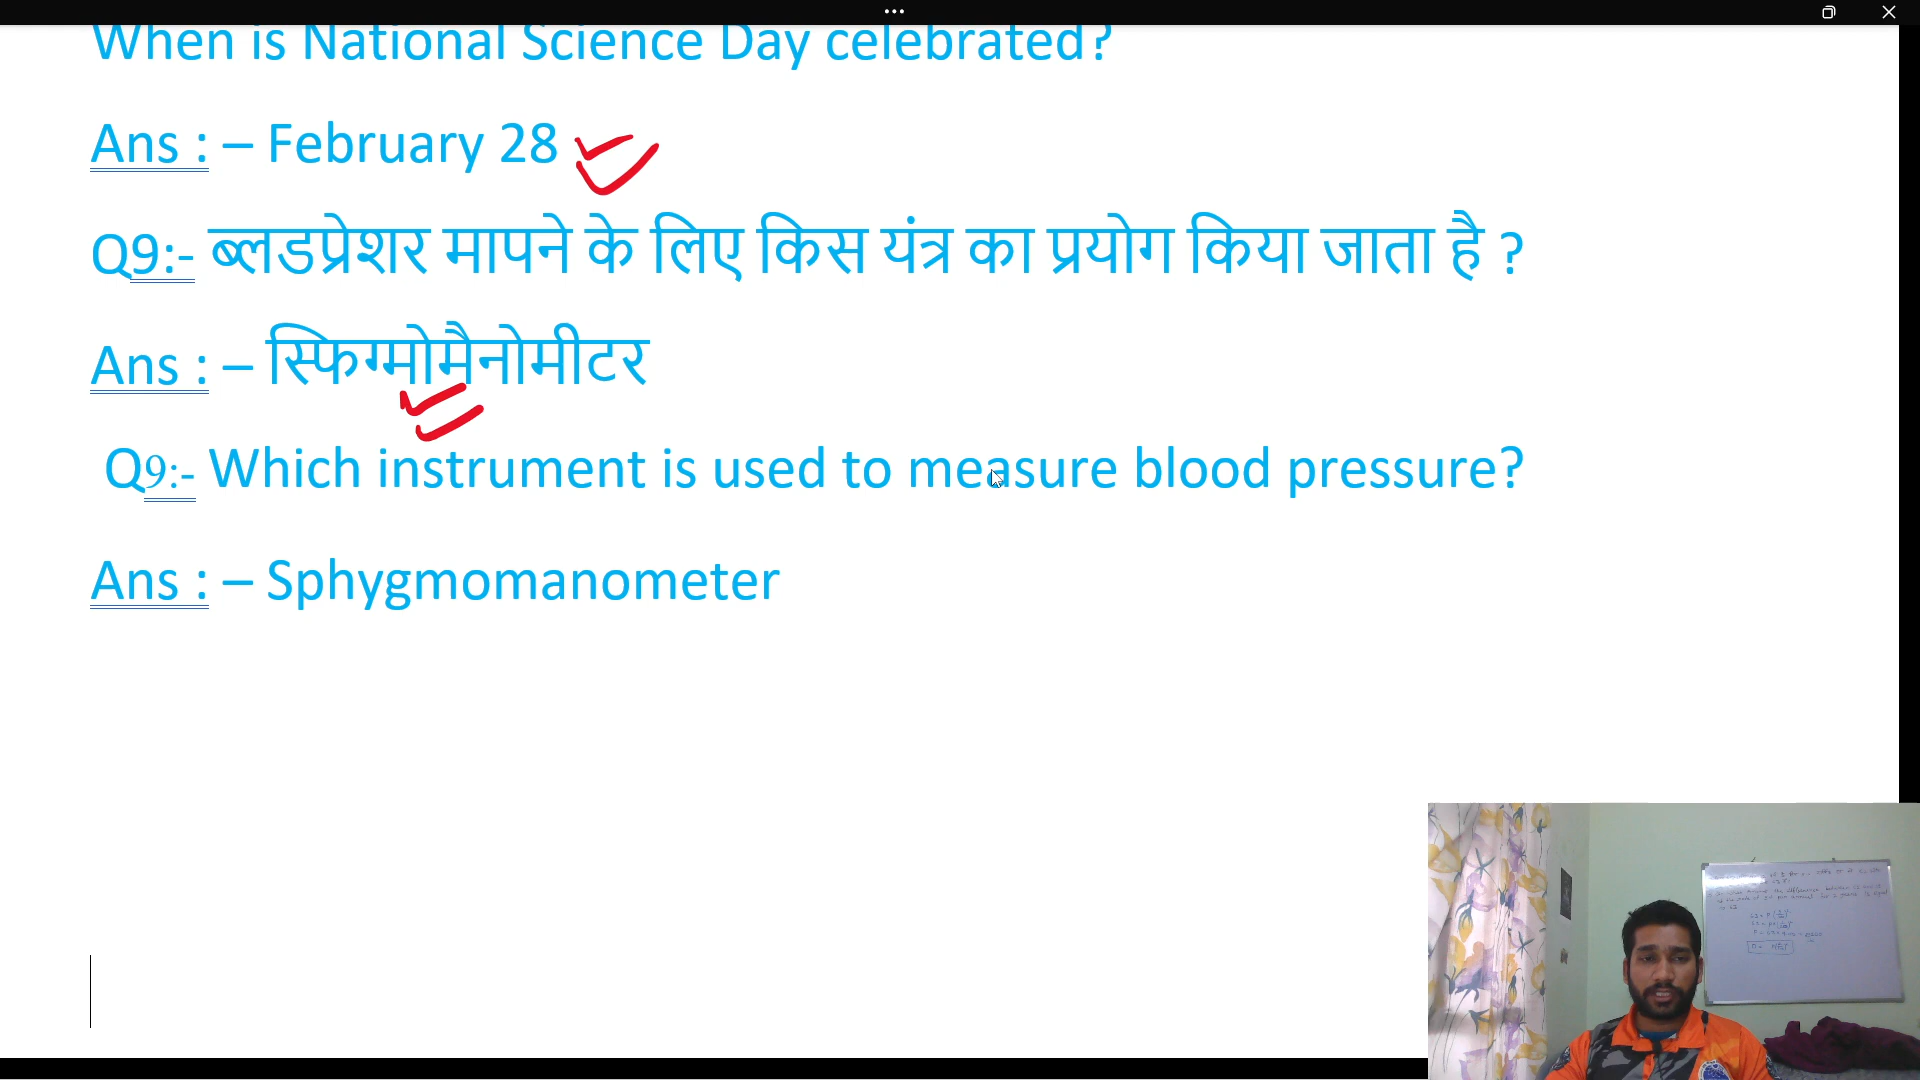 When is National Science Day celebrated?
Ans : – February 28
Q9:- ब्लडप्रेशर मापने के लिए किस यंत्र का प्रयोग किया जाता है ?
Ans : – स्फिग्मोमैनोमीटर
Q9:- Which instrument is used to measure blood pressure?
Ans : – Sphygmomanometer